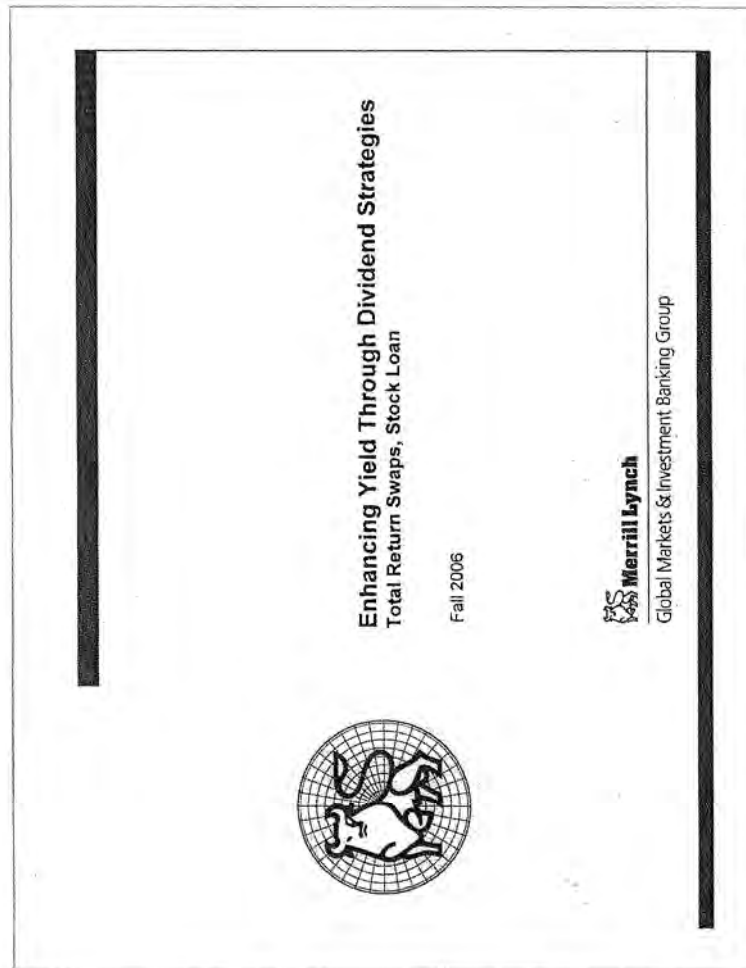 Enhancing Yield Through Dividend Strategies
Total Return Swaps, Stock Loan
Fall 2006
Merrill Lynch
Global Markets & Investment Banking Group